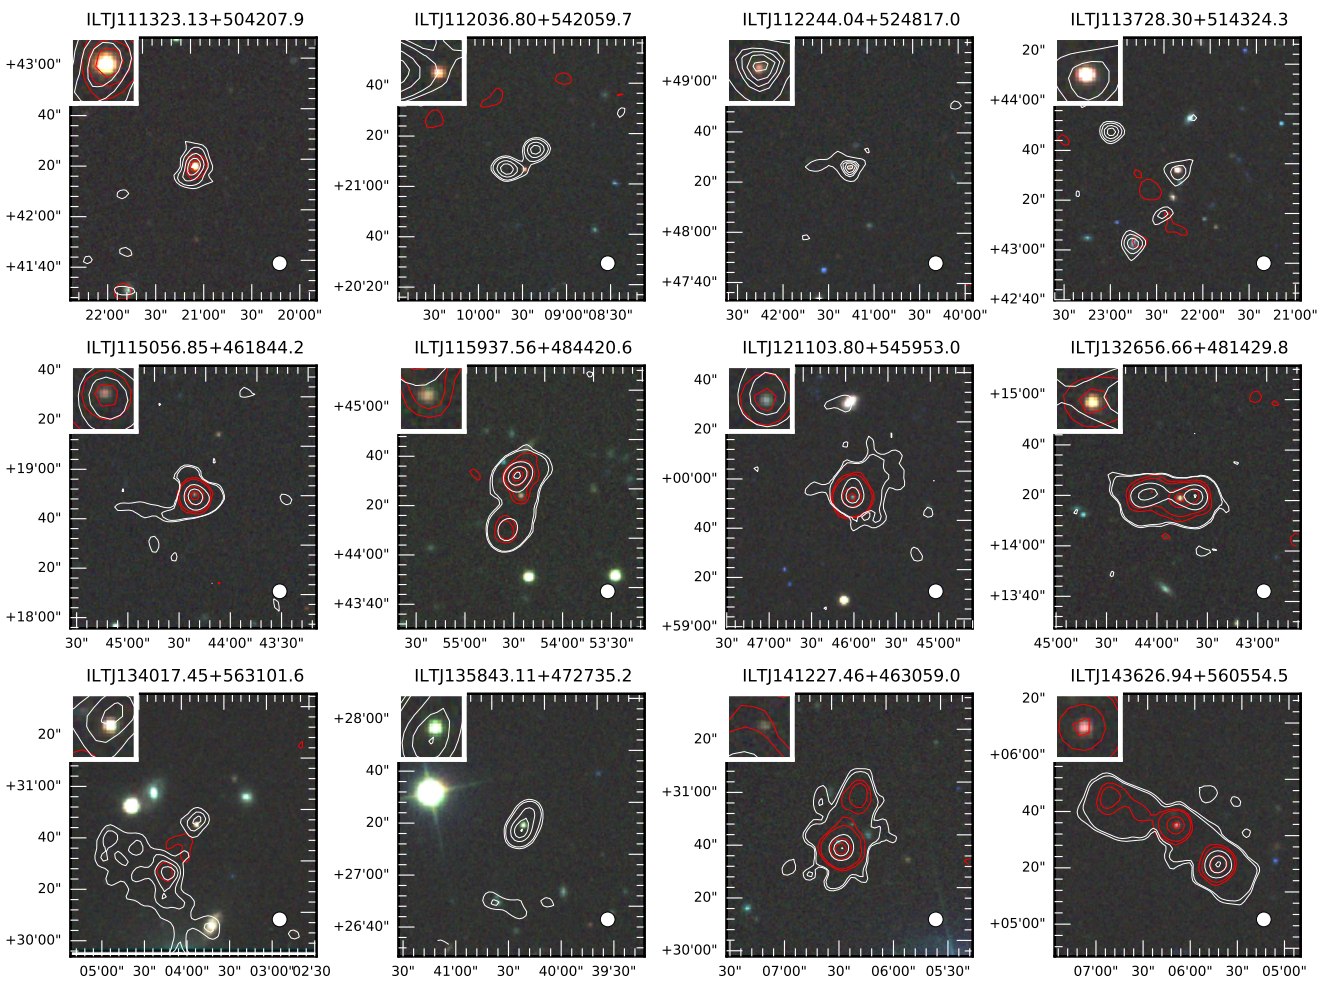 ILTJ111323.13+504207.9 ILTJ112036.80+542059.7 ILTJ112244.04+524817.0 ILTJ113728.30+514324.3
+43'00" 40" 20" +42'00" +41'40"
22'00" 30" 21'00" 30" 20'00"
40" 20" +21'00" 40" +20'20"
30" 10'00" 30" 09'00" 08'30"
+49'00" 40" 20" +48'00" +47'40"
30" 42'00" 30" 41'00" 30" 40'00"
20" +44'00" 40" 20" +43'00" +42'40"
30" 23'00" 30" 22'00" 30" 21'00"
ILTJ115056.85+461844.2 ILTJ115937.56+484420.6 ILTJ121103.80+545953.0 ILTJ132656.66+481429.8
40" 20" +19'00" 40" 20" +18'00"
30" 45'00" 30" 44'00" 43'30"
+45'00" 40" 20" +44'00" +43'40"
55'00" 30" 54'00" 53'30"
40" 20" +00'00" 40" 20" +59'00"
30" 47'00" 30" 46'00" 30" 45'00"
+15'00" 40" 20" +14'00" +13'40"
45'00" 30" 44'00" 30" 43'00"
ILTJ134017.45+563101.6 ILTJ135843.11+472735.2 ILTJ141227.46+463059.0 ILTJ143626.94+560554.5
20" +31'00" 40" 20" +30'00"
05'00" 30" 04'00" 30" 03'00" 02'30"
+28'00" 40" 20" +27'00" +26'40"
30" 41'00" 30" 40'00" 39'30"
20" +31'00" 40" 20" +30'00"
30" 07'00" 30" 06'00" 05'30"
20" +06'00" 40" 20" +05'00"
07'00" 30" 06'00" 30" 05'00"